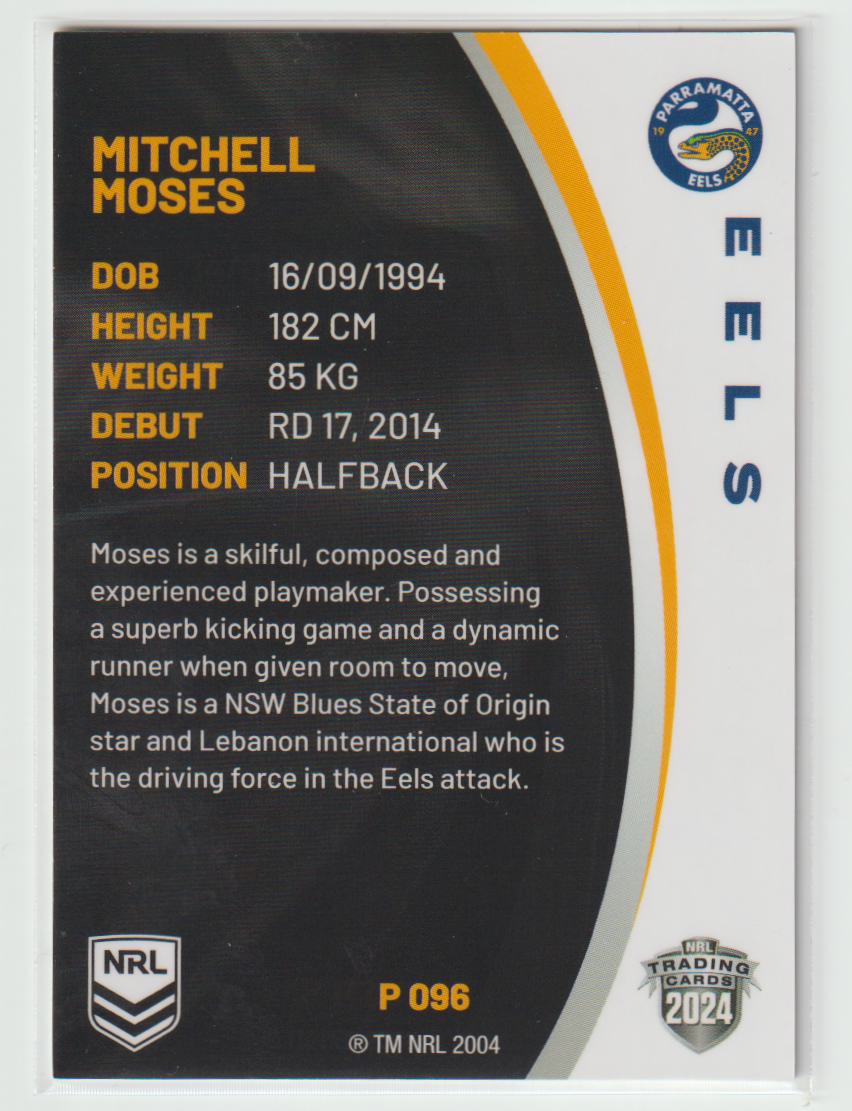 PARRAMATTA
19 47
EELS
EELS
MITCHELL
MOSES
DOB 16/09/1994
HEIGHT 182 CM
WEIGHT 85 KG
DEBUT RD 17, 2014
POSITION HALFBACK
Moses is a skilful, composed and
experienced playmaker. Possessing
a superb kicking game and a dynamic
runner when given room to move,
Moses is a NSW Blues State of Origin
star and Lebanon international who is
the driving force in the Eels attack.
NRL
P 096
® TM NRL 2004
NRL
TRADING
CARDS
2024